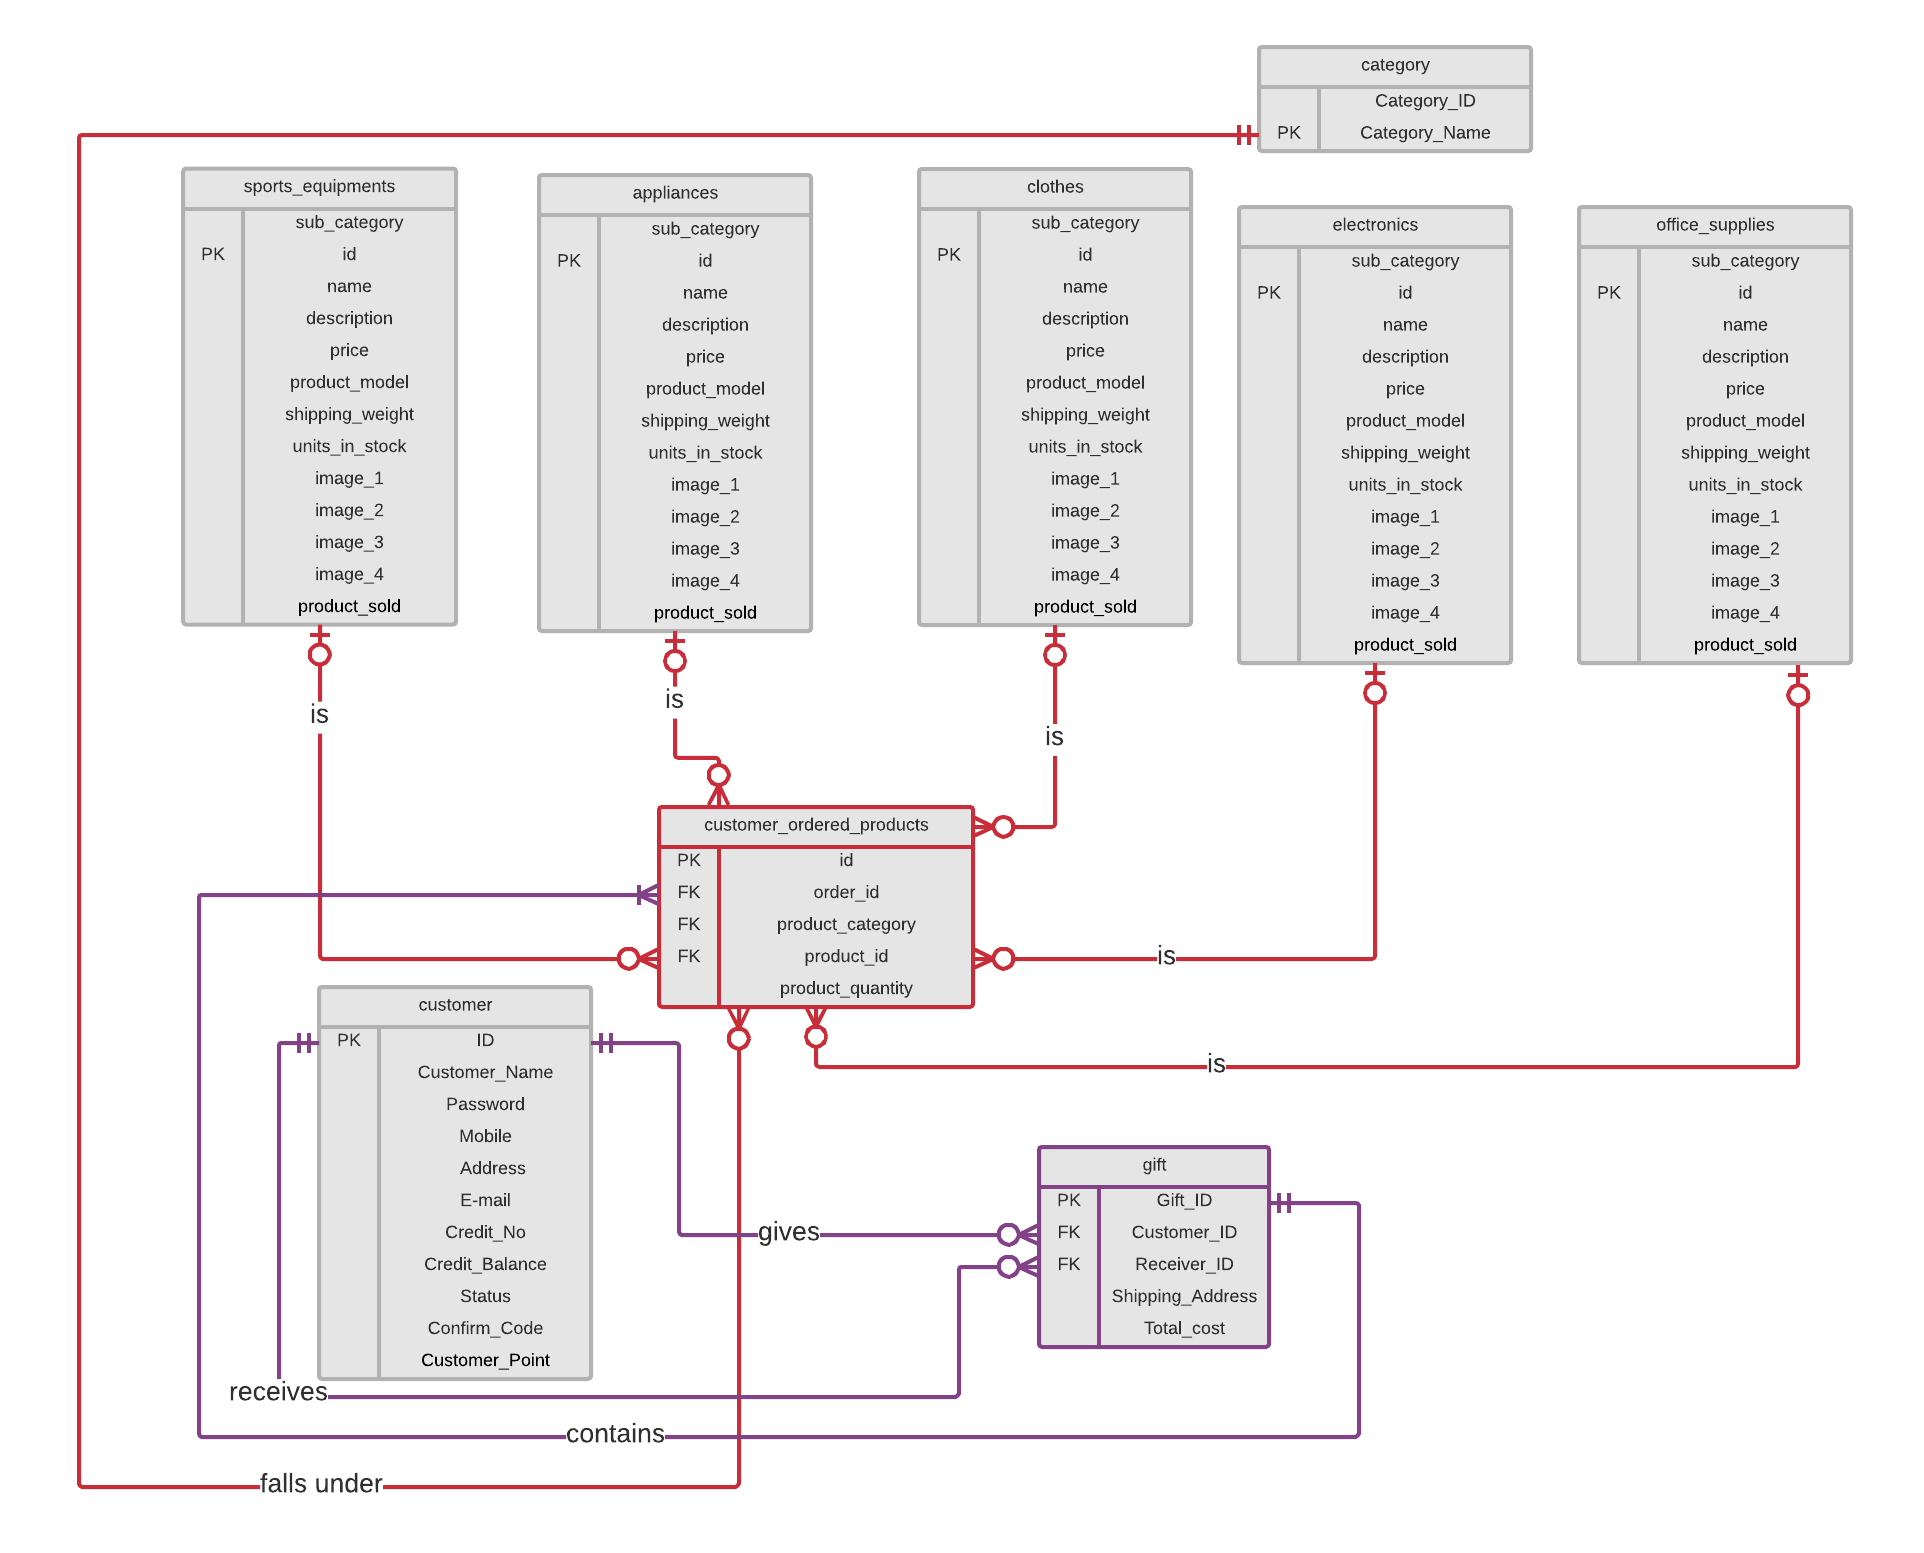 category
Category_ID
PK Category_Name
sports_equipments
sub_category
PK id
name
description
price
product_model
shipping_weight
units_in_stock
image_1
image_2
image_3
image_4
product_sold
appliances
sub_category
PK id
name
description
price
product_model
shipping_weight
units_in_stock
image_1
image_2
image_3
image_4
product_sold
clothes
sub_category
PK id
name
description
price
product_model
shipping_weight
units_in_stock
image_1
image_2
image_3
image_4
product_sold
electronics
sub_category
PK id
name
description
price
product_model
shipping_weight
units_in_stock
image_1
image_2
image_3
image_4
product_sold
office_supplies
sub_category
PK id
name
description
price
product_model
shipping_weight
units_in_stock
image_1
image_2
image_3
image_4
product_sold
is
is
is
customer_ordered_products
PK id
FK order_id
FK product_category
FK product_id
product_quantity
is
is
customer
PK ID
Customer_Name
Password
Mobile
Address
E-mail
Credit_No
Credit_Balance
Status
Confirm_Code
Customer_Point
gives
gift
PK Gift_ID
FK Customer_ID
FK Receiver_ID
Shipping_Address
Total_cost
receives
contains
falls under